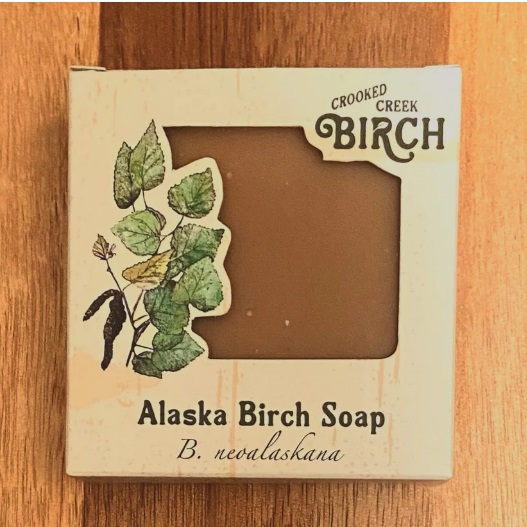 CROOKED
CREEK
BIRCH
Alaska Birch Soap
B. neoalaskana